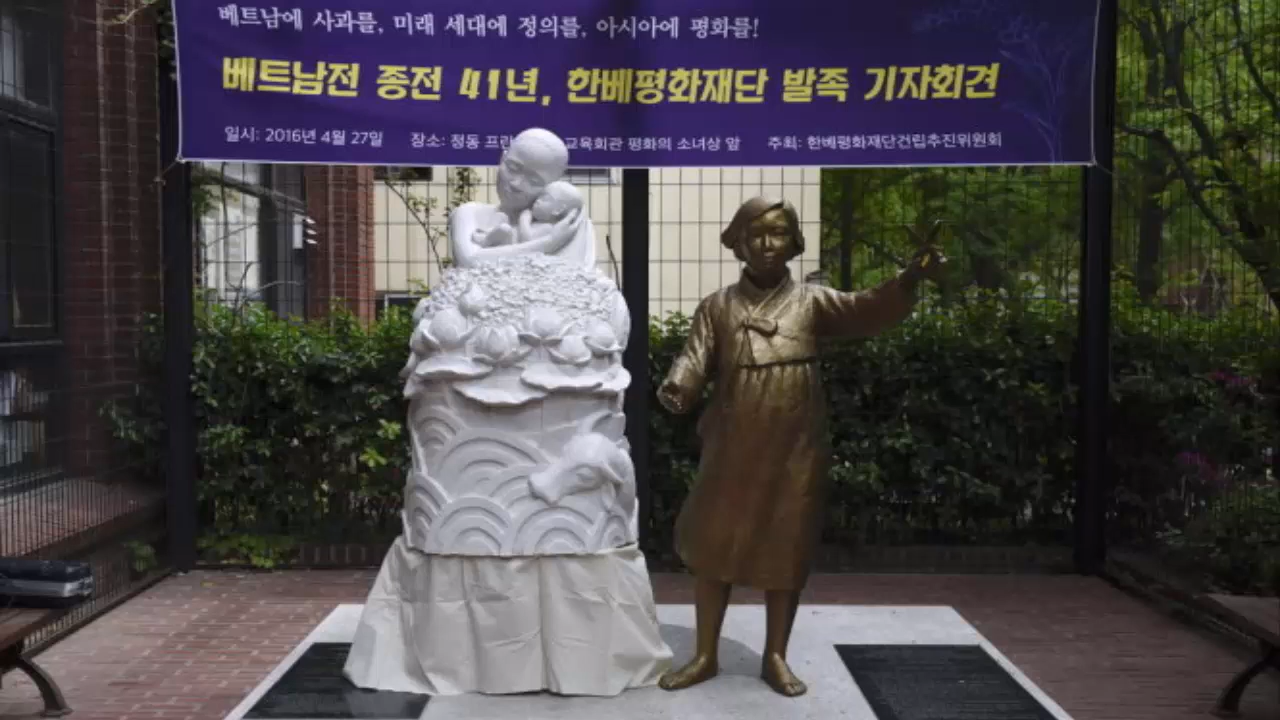 베트남에 사과를, 미래 세대에 정의를, 아시아에 평화를!
베트남전 종전 41년, 한베평화재단 발족 기자회견
일시: 2016년 4월 27일 장소: 정동 프란 교육회관 평화의 소녀상 앞 주최: 한베평화재단건립추진위원회